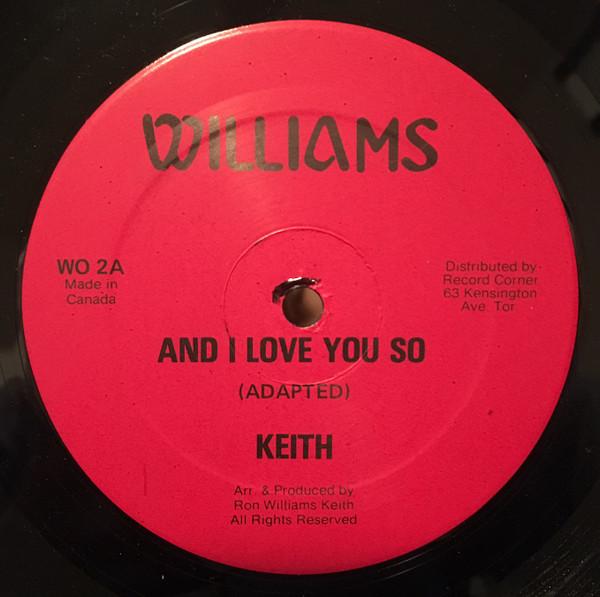 WILLIAMS
WO 2A
Made in
Canada
Distributed by
Record Corner
63 Kensington
Ave. Tor
AND I LOVE YOU SO
(ADAPTED)
KEITH
Arr. & Produced by
Ron Williams Keith
All Rights Reserved